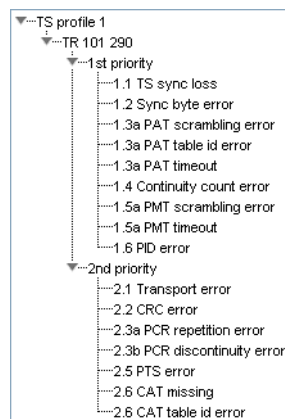 TS profile 1
TR 101 290
1st priority
1.1 TS sync loss
1.2 Sync byte error
1.3a PAT scrambling error
1.3a PAT table id error
1.3a PAT timeout
1.4 Continuity count error
1.5a PMT scrambling error
1.5a PMT timeout
1.6 PID error
2nd priority
2.1 Transport error
2.2 CRC error
2.3a PCR repetition error
2.3b PCR discontinuity error
2.5 PTS error
2.6 CAT missing
2.6 CAT table id error